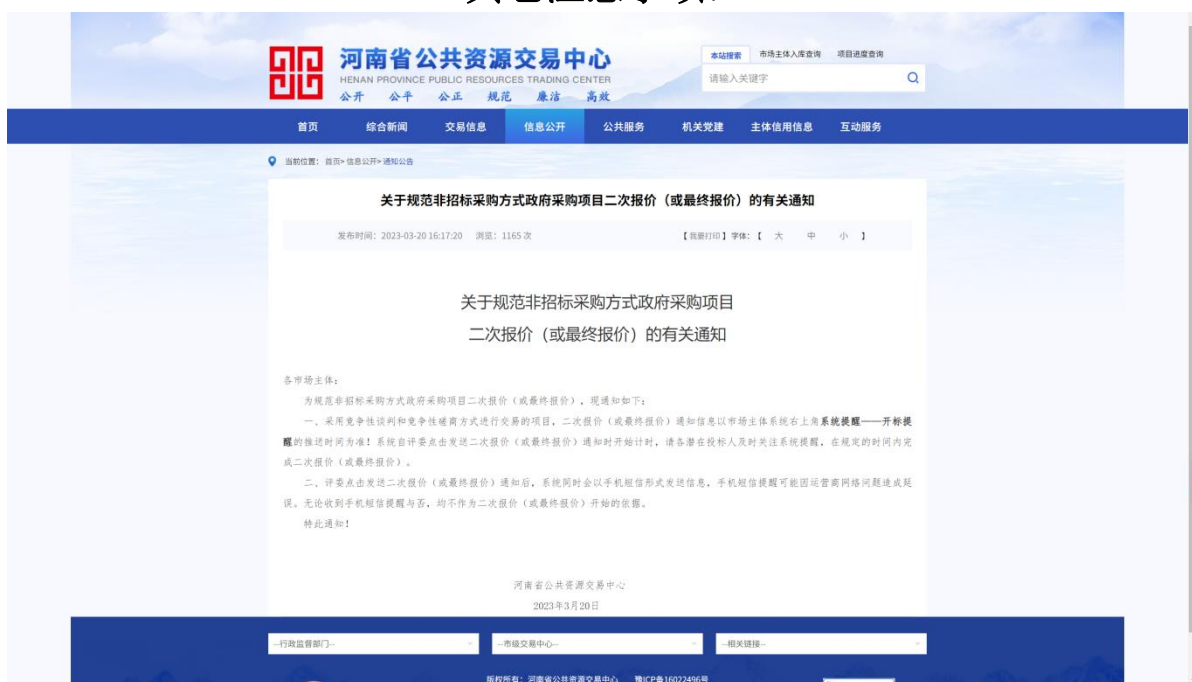 河南省公共资源交易中心
HENAN PROVINCE PUBLIC RESOURCES TRADING CENTER
公开 公平 公正 规范 廉洁 高效
本站搜索 市场主体入库查询 项目进度查询
请输入关键字
首页 综合新闻 交易信息 信息公开 公共服务 机关党建 主体信用信息 互动服务
当前位置: 首页> 信息公开> 通知公告
关于规范非招标采购方式政府采购项目二次报价（或最终报价）的有关通知
发布时间: 2023-03-20 16:17:20 浏览: 1165 次 【 我要打印 】 字体: 【 大 中 小 】
关于规范非招标采购方式政府采购项目
二次报价（或最终报价）的有关通知
各市场主体:
为规范非招标采购方式政府采购项目二次报价（或最终报价），现通知如下:
一、采用竞争性谈判和竞争性磋商方式进行交易的项目，二次报价（或最终报价）通知信息以市场主体系统右上角系统提醒——开标提
醒的推送时间为准！系统自评委点击发送二次报价（或最终报价）通知时开始计时，请各潜在投标人及时关注系统提醒，在规定的时间内完
成二次报价（或最终报价）。
二、评委点击发送二次报价（或最终报价）通知后，系统同时会以手机短信形式发送信息，手机短信提醒可能因运营商网络问题造成延
误。无论收到手机短信提醒与否，均不作为二次报价（或最终报价）开始的依据。
特此通知！
河南省公共资源交易中心
2023年3月20日
--行政监督部门-- --市级交易中心-- --相关链接--
版权所有: 河南省公共资源交易中心 豫ICP备16022496号